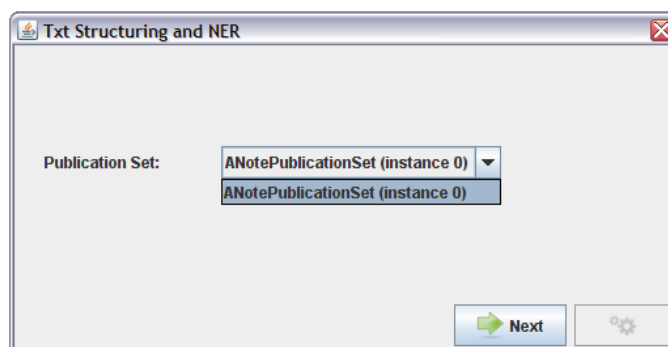 Txt Structuring and NER
Publication Set: ANotePublicationSet (instance 0)
ANotePublicationSet (instance 0)
Next